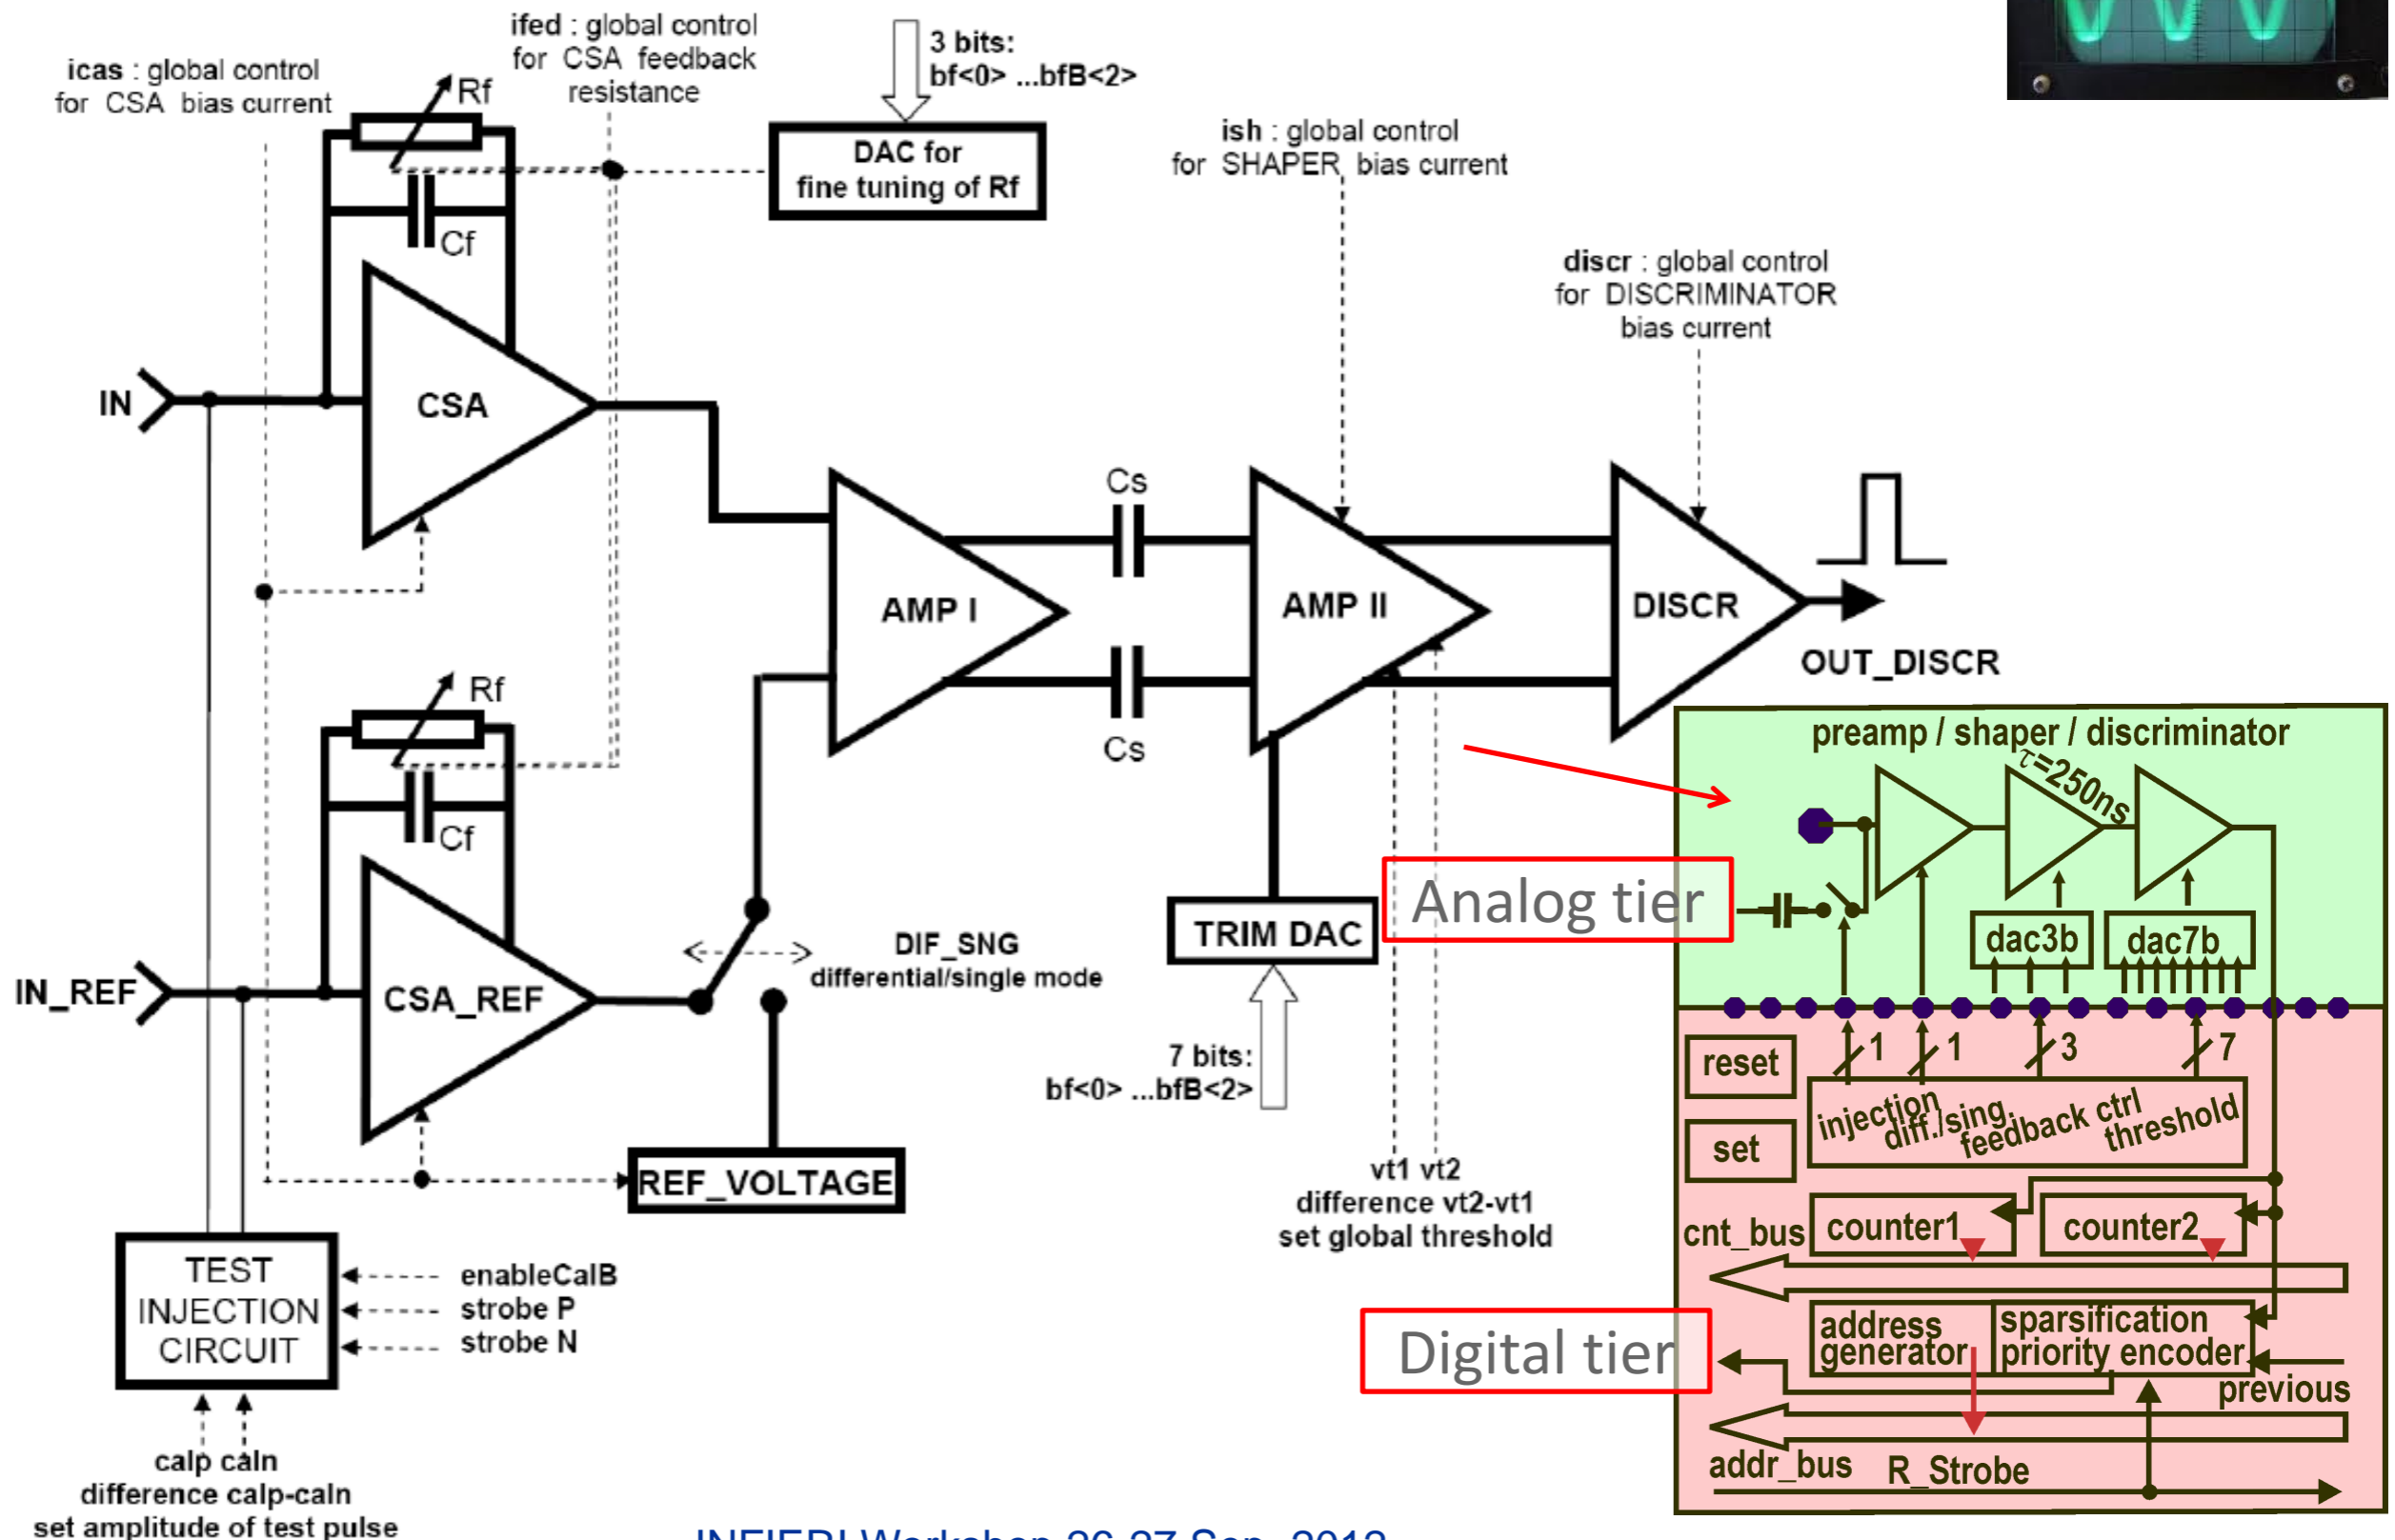 icas : global control
for CSA bias current
ifed : global control
for CSA feedback
resistance
3 bits:
bf<0> ...bfB<2>
Rf
DAC for
fine tuning of Rf
ish : global control
for SHAPER bias current
Cf
discr : global control
for DISCRIMINATOR
bias current
IN
CSA
Cs
AMP I
AMP II
DISCR
OUT_DISCR
Cs
Rf
Cf
IN_REF
CSA_REF
DIF_SNG
differential/single mode
TRIM DAC
7 bits:
bf<0> ...bfB<2>
REF_VOLTAGE
vt1 vt2
difference vt2-vt1
set global threshold
TEST
INJECTION
CIRCUIT
enableCalB
strobe P
strobe N
calp caln
difference calp-caln
set amplitude of test pulse
preamp / shaper / discriminator
τ=250ns
Analog tier
dac3b
dac7b
reset
1
1
3
7
set
injection
diff./sing.
feedback ctrl
threshold
cnt_bus
counter1
counter2
Digital tier
address
generator
sparsification
priority encoder
previous
addr_bus
R_Strobe
Workshop 26-27 Sep. 2012